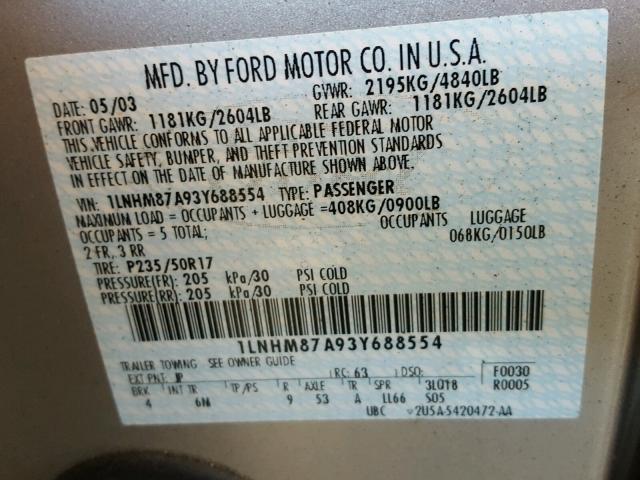 MFD. BY FORD MOTOR CO. IN U.S.A.
DATE: 05/03 GVWR: 2195KG/4840LB
FRONT GAWR: 1181KG/2604LB REAR GAWR: 1181KG/2604LB
THIS VEHICLE CONFORMS TO ALL APPLICABLE FEDERAL MOTOR
VEHICLE SAFETY, BUMPER, AND THEFT PREVENTION STANDARDS
IN EFFECT ON THE DATE OF MANUFACTURE SHOWN ABOVE.
VIN: 1LNHM87A93Y688554 TYPE: PASSENGER
MAXIMUM LOAD = OCCUPANTS + LUGGAGE =408KG/0900LB
OCCUPANTS = 5 TOTAL; OCCUPANTS LUGGAGE
2 FR, 3 RR 068KG/0150LB
TIRE: P235/50R17
PRESSURE(FR): 205 kPa/30 PSI COLD
PRESSURE(RR): 205 kPa/30 PSI COLD
1LNHM87A93Y688554
TRAILER TOWING SEE OWNER GUIDE
EXT PNT: JP RC: 63 DSO: F0030
BRK INT TR TP/PS R AXLE TR SPR 3L018 R0005
4 6N 9 53 A LL66 S05
UBC 2U5A-5420472-AA